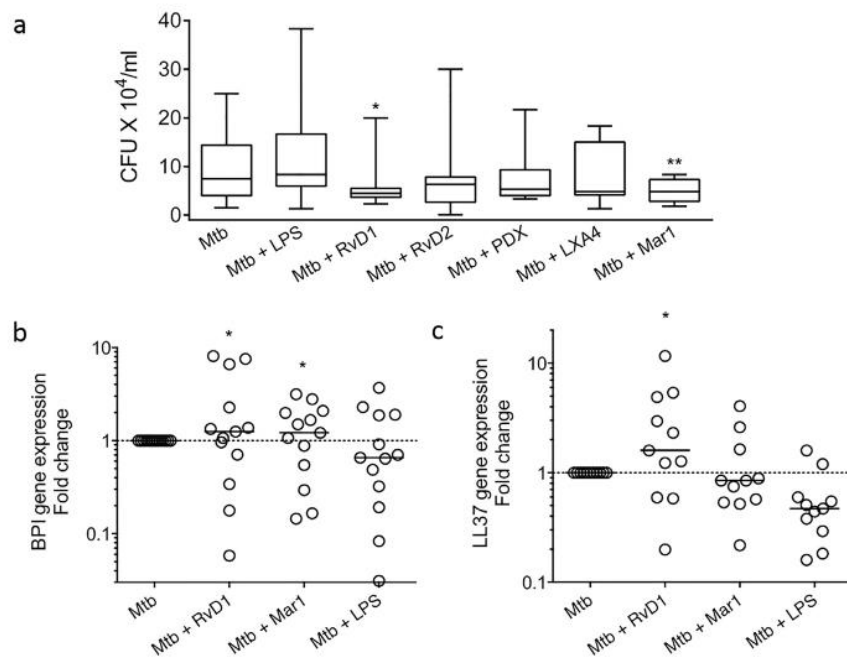 a
CFU X 10⁴/ml
40
30
20
10
0
*
**
Mtb
Mtb + LPS
Mtb + RvD1
Mtb + RvD2
Mtb + PDX
Mtb + LXA4
Mtb + Mar1
b
BPI gene expression
Fold change
10
1
0.1
*
*
Mtb
Mtb + RvD1
Mtb + Mar1
Mtb + LPS
c
LL37 gene expression
Fold change
10
1
0.1
*
Mtb
Mtb + RvD1
Mtb + Mar1
Mtb + LPS